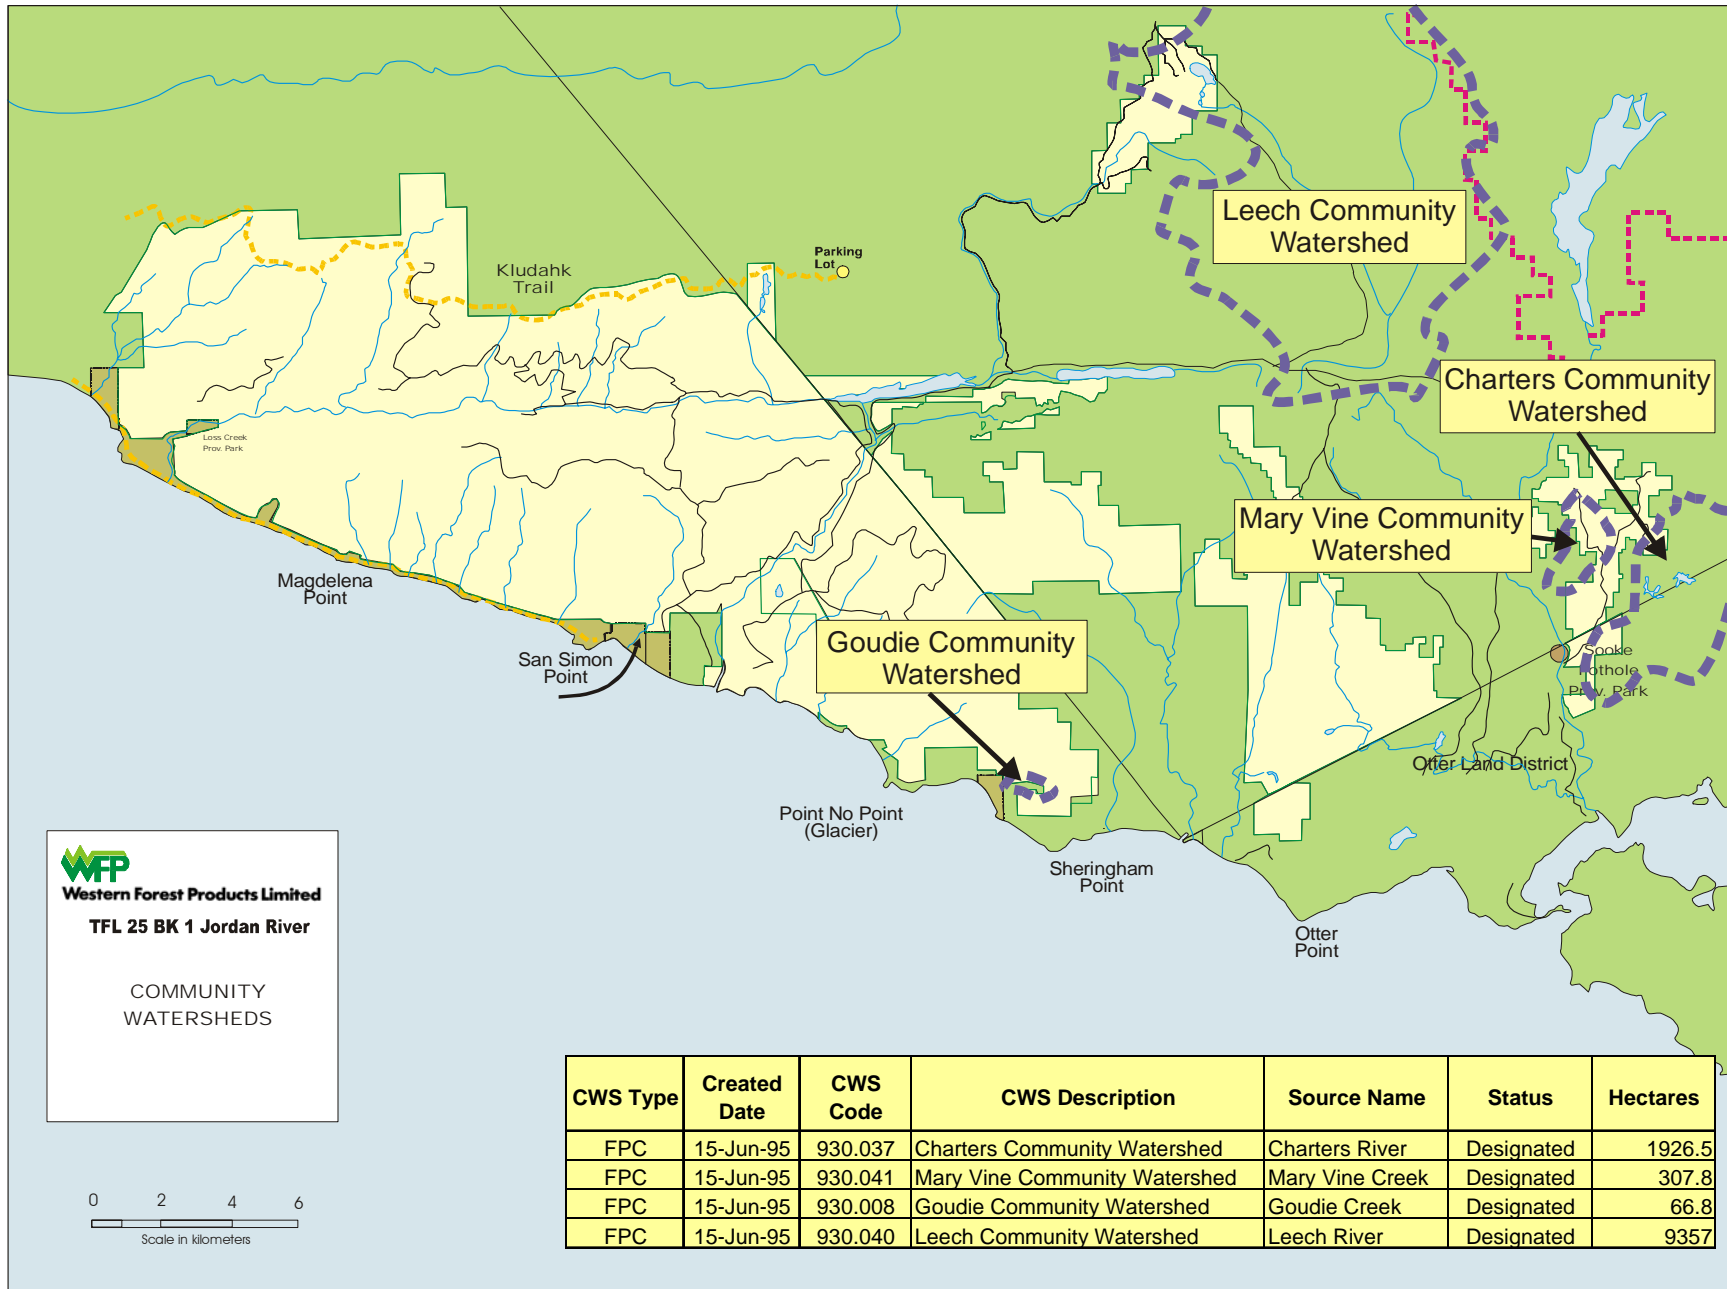 Leech Community
Watershed
Parking
Lot
Kludahk
Trail
Charters Community
Watershed
Loss Creek
Prov. Park
Mary Vine Community
Watershed
Magdelena
Point
Goudie Community
Watershed
San Simon
Point
Sooke
Pothole
Prov. Park
Otter Land District
Point No Point
(Glacier)
Sheringham
Point
Otter
Point
WFP
Western Forest Products Limited
TFL 25 BK 1 Jordan River
COMMUNITY
WATERSHEDS
0 2 4 6
Scale in kilometers
CWS Type Created Date CWS Code CWS Description Source Name Status Hectares
FPC 15-Jun-95 930.037 Charters Community Watershed Charters River Designated 1926.5
FPC 15-Jun-95 930.041 Mary Vine Community Watershed Mary Vine Creek Designated 307.8
FPC 15-Jun-95 930.008 Goudie Community Watershed Goudie Creek Designated 66.8
FPC 15-Jun-95 930.040 Leech Community Watershed Leech River Designated 9357